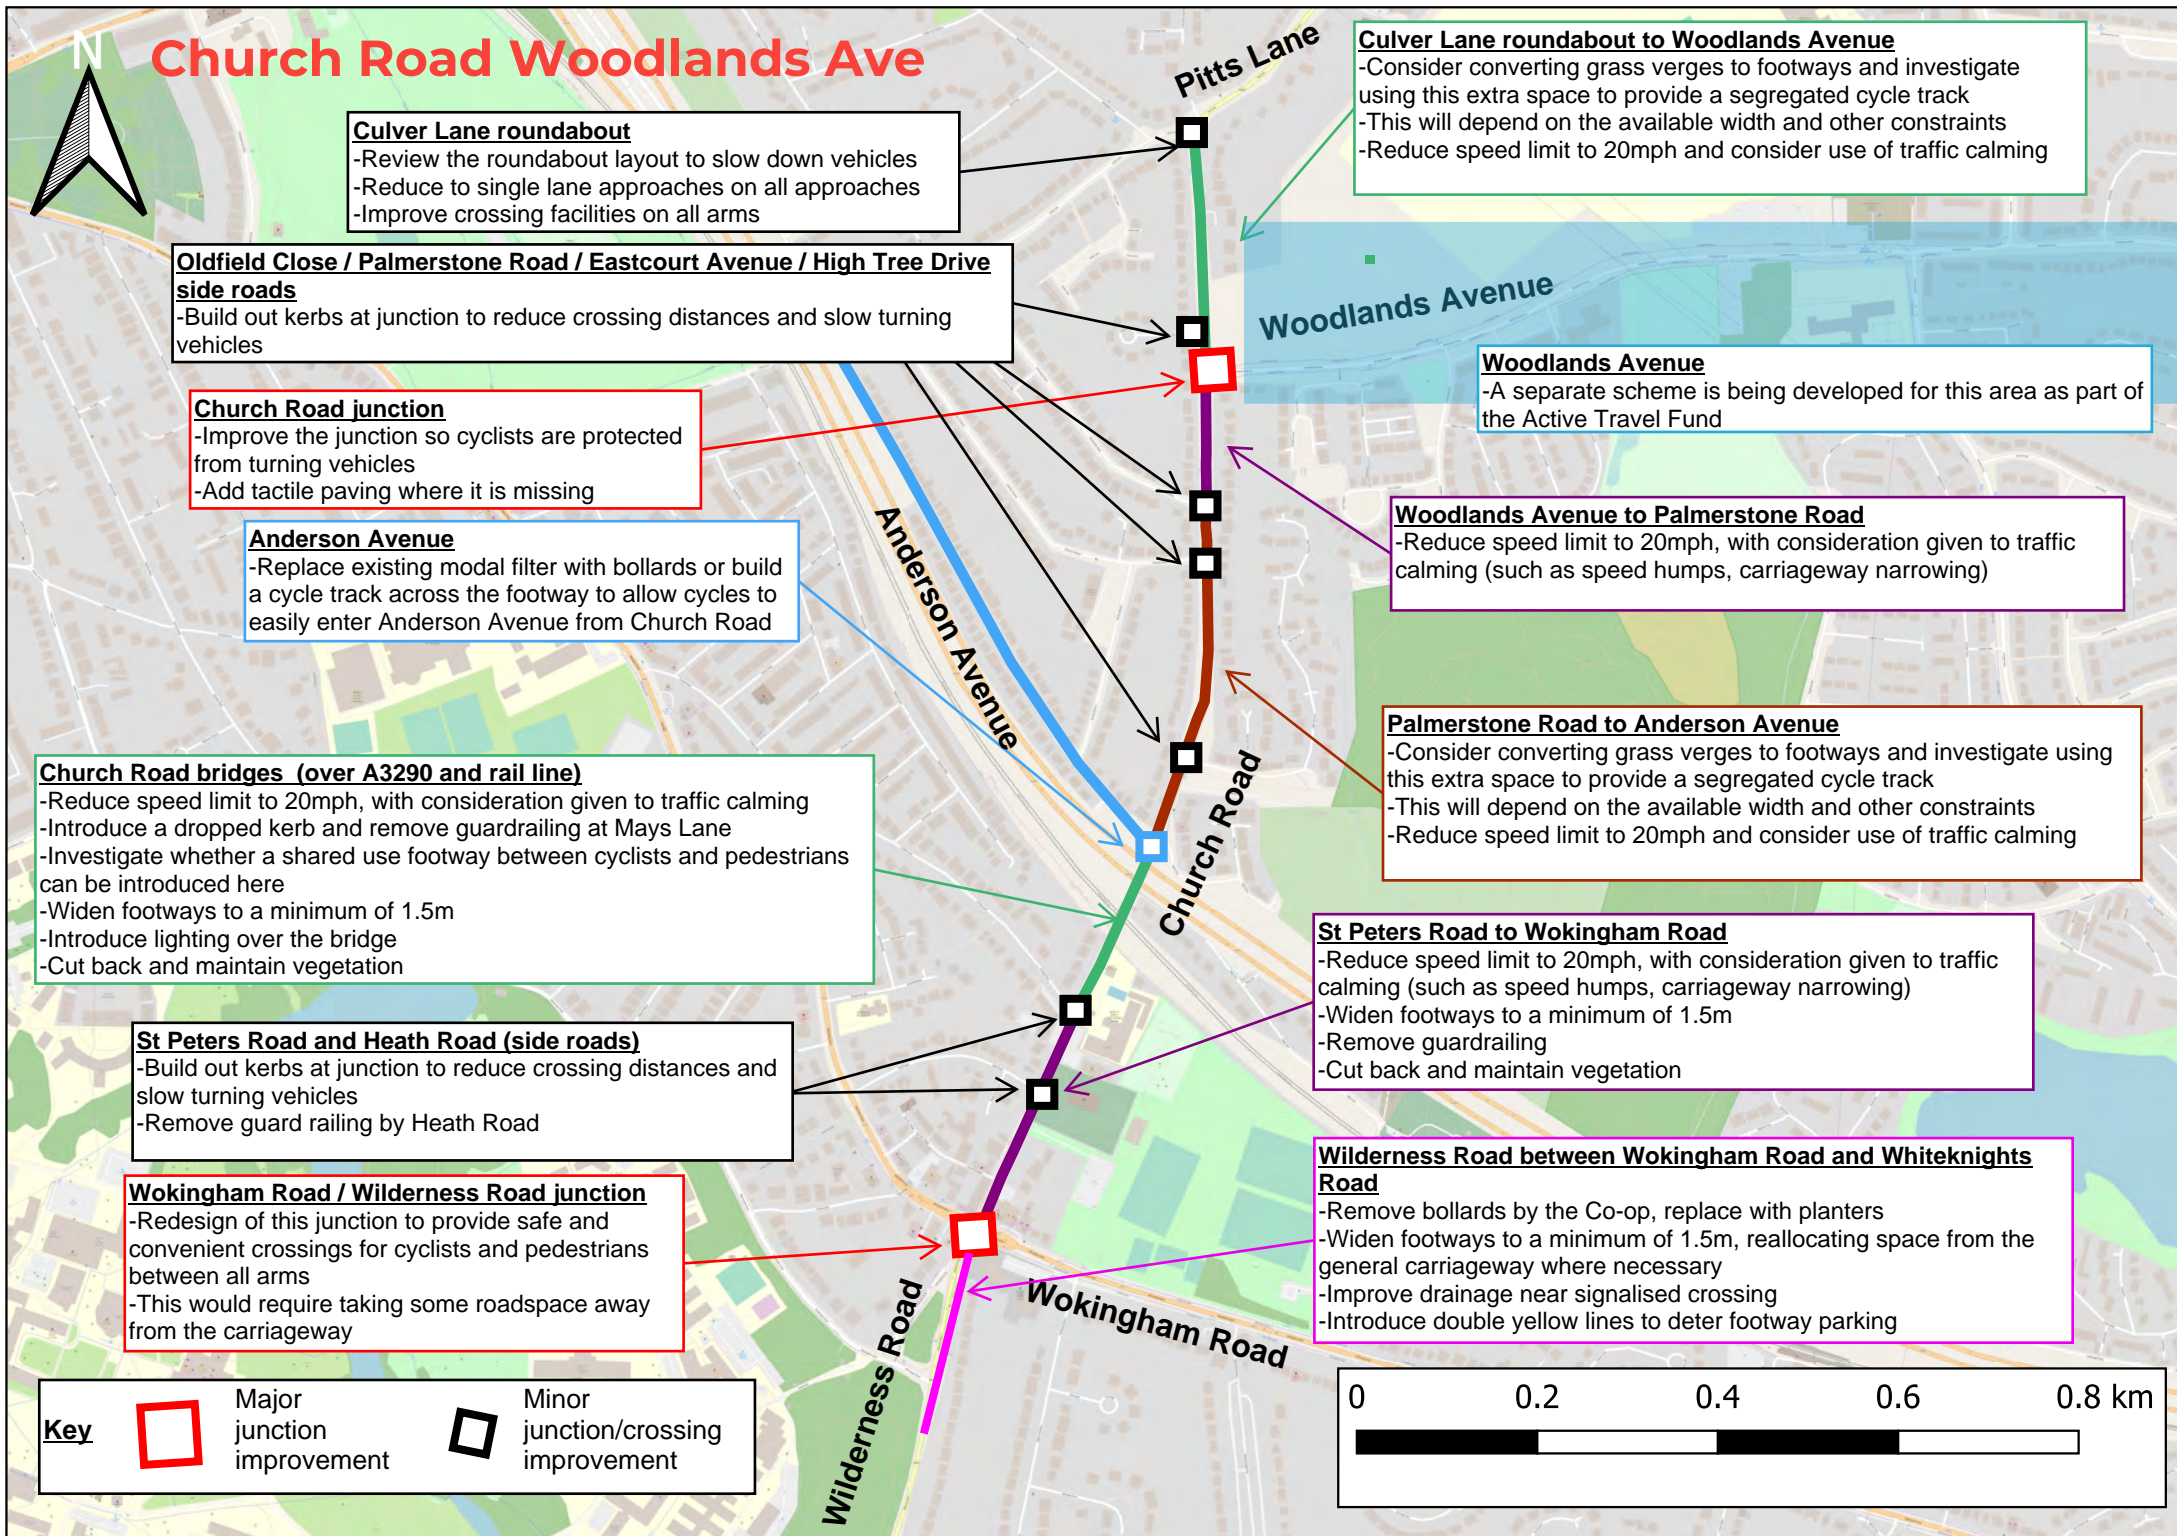 N
Church Road Woodlands Ave
Pitts Lane
Culver Lane roundabout to Woodlands Avenue
-Consider converting grass verges to footways and investigate
using this extra space to provide a segregated cycle track
-This will depend on the available width and other constraints
-Reduce speed limit to 20mph and consider use of traffic calming
Culver Lane roundabout
-Review the roundabout layout to slow down vehicles
-Reduce to single lane approaches on all approaches
-Improve crossing facilities on all arms
Oldfield Close / Palmerstone Road / Eastcourt Avenue / High Tree Drive
side roads
-Build out kerbs at junction to reduce crossing distances and slow turning
vehicles
Woodlands Avenue
Woodlands Avenue
-A separate scheme is being developed for this area as part of
the Active Travel Fund
Church Road junction
-Improve the junction so cyclists are protected
from turning vehicles
-Add tactile paving where it is missing
Woodlands Avenue to Palmerstone Road
-Reduce speed limit to 20mph, with consideration given to traffic
calming (such as speed humps, carriageway narrowing)
Anderson Avenue
-Replace existing modal filter with bollards or build
a cycle track across the footway to allow cycles to
easily enter Anderson Avenue from Church Road
Anderson Avenue
Palmerstone Road to Anderson Avenue
-Consider converting grass verges to footways and investigate using
this extra space to provide a segregated cycle track
-This will depend on the available width and other constraints
-Reduce speed limit to 20mph and consider use of traffic calming
Church Road bridges (over A3290 and rail line)
-Reduce speed limit to 20mph, with consideration given to traffic calming
-Introduce a dropped kerb and remove guardrailing at Mays Lane
-Investigate whether a shared use footway between cyclists and pedestrians
can be introduced here
-Widen footways to a minimum of 1.5m
-Introduce lighting over the bridge
-Cut back and maintain vegetation
Church Road
St Peters Road to Wokingham Road
-Reduce speed limit to 20mph, with consideration given to traffic
calming (such as speed humps, carriageway narrowing)
-Widen footways to a minimum of 1.5m
-Remove guardrailing
-Cut back and maintain vegetation
St Peters Road and Heath Road (side roads)
-Build out kerbs at junction to reduce crossing distances and
slow turning vehicles
-Remove guard railing by Heath Road
Wilderness Road between Wokingham Road and Whiteknights
Road
-Remove bollards by the Co-op, replace with planters
-Widen footways to a minimum of 1.5m, reallocating space from the
general carriageway where necessary
-Improve drainage near signalised crossing
-Introduce double yellow lines to deter footway parking
Wokingham Road / Wilderness Road junction
-Redesign of this junction to provide safe and
convenient crossings for cyclists and pedestrians
between all arms
-This would require taking some roadspace away
from the carriageway
Wokingham Road
Wilderness Road
Key
Major
junction
improvement
Minor
junction/crossing
improvement
0 0.2 0.4 0.6 0.8 km